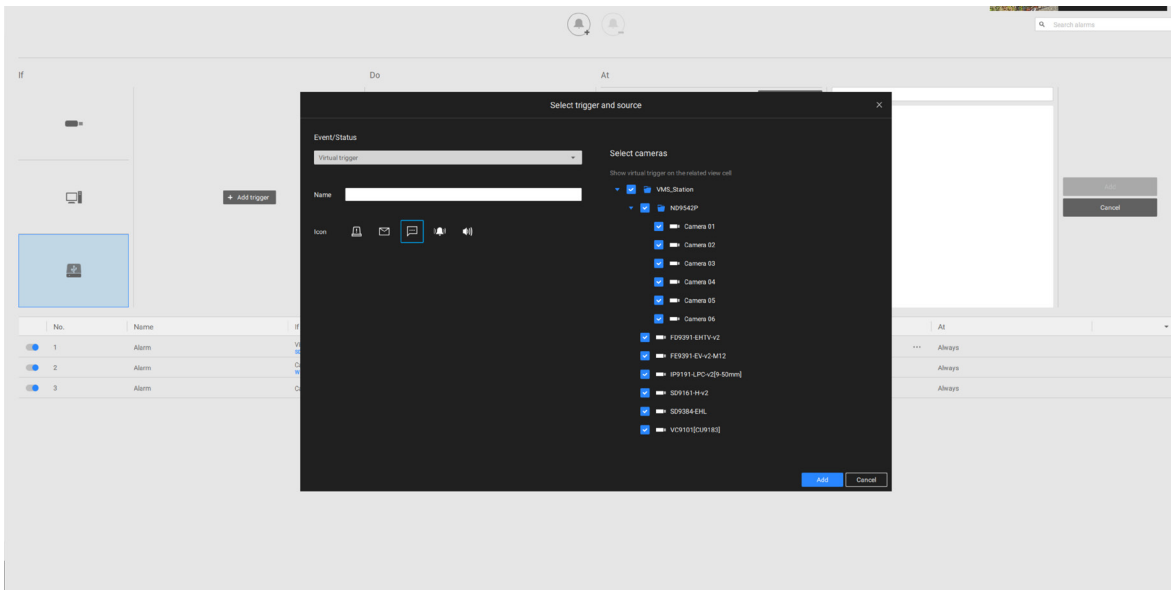 Search alarms
If
Do
At
Select trigger and source
Event/Status
Virtual trigger
Name
Icon
Select cameras
Show virtual trigger on the related view cell
VMS_Station
ND9542P
Camera 01
Camera 02
Camera 03
Camera 04
Camera 05
Camera 06
FD9391-EHTV-v2
FE9391-EV-v2-M12
IP9191-LPC-v2[9-50mm]
SD9161-H-v2
SD9384-EHL
VC9101[CU9183]
Add
Cancel
+ Add trigger
Add
Cancel
No. Name If At
1 Alarm ... Always
2 Alarm Always
3 Alarm Always